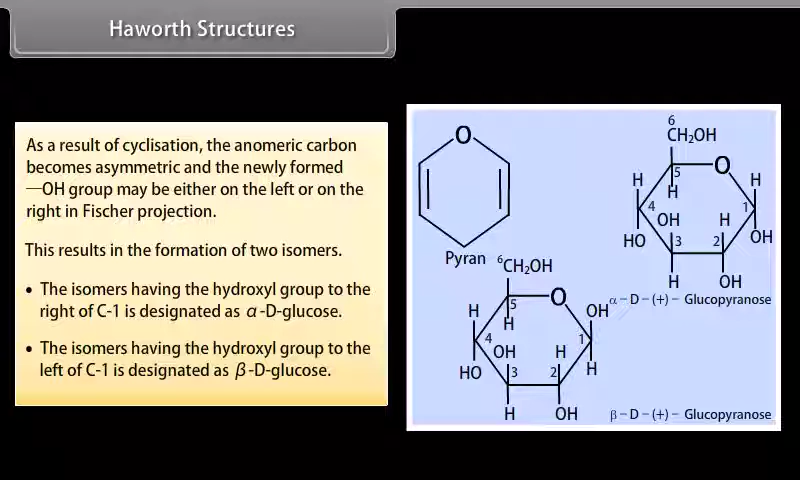 Haworth Structures
As a result of cyclisation, the anomeric carbon
becomes asymmetric and the newly formed
—OH group may be either on the left or on the
right in Fischer projection.
This results in the formation of two isomers.
• The isomers having the hydroxyl group to the
right of C-1 is designated as α-D-glucose.
• The isomers having the hydroxyl group to the
left of C-1 is designated as β-D-glucose.
O
Pyran
6
CH₂OH
5
O
H
H
H
4
1
OH
H
HO
3
2
OH
H
OH
α – D – (+) – Glucopyranose
⁶CH₂OH
5
O
OH
H
H
4
1
OH
H
HO
3
2
H
H
OH
β – D – (+) – Glucopyranose